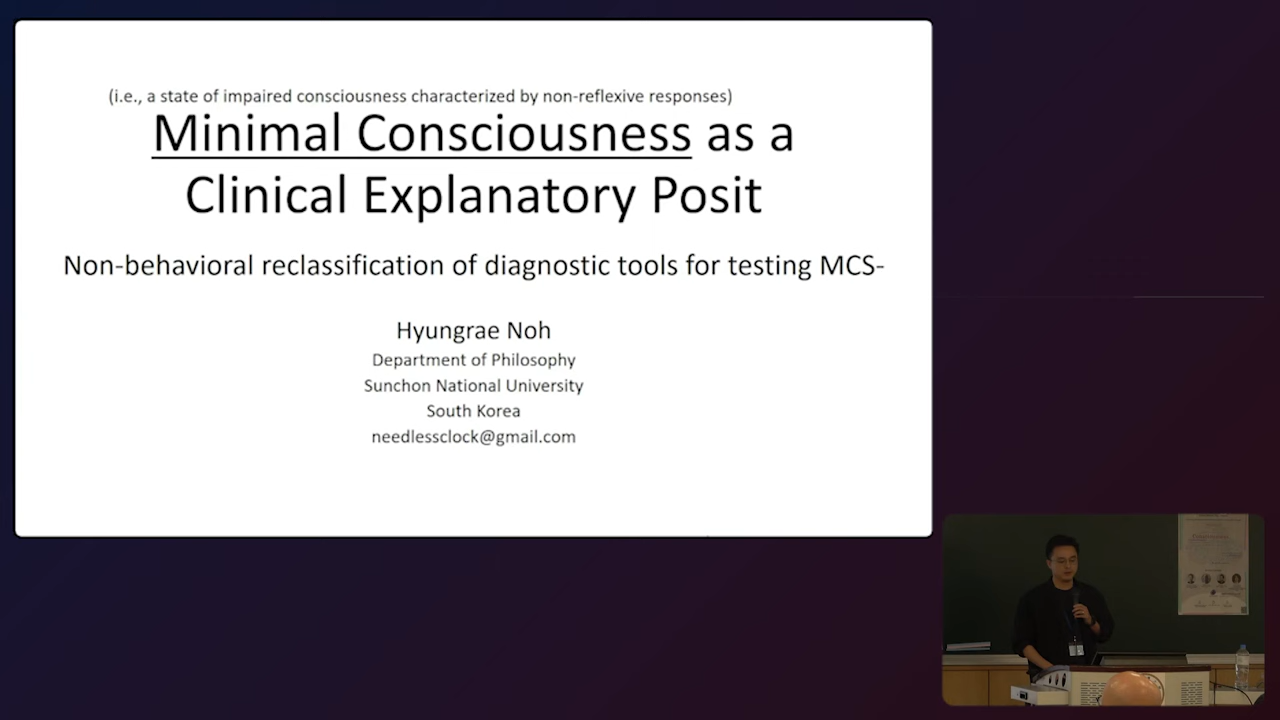 (i.e., a state of impaired consciousness characterized by non-reflexive responses)
Minimal Consciousness as a
Clinical Explanatory Posit
Non-behavioral reclassification of diagnostic tools for testing MCS-
Hyungrae Noh
Department of Philosophy
Sunchon National University
South Korea
needlessclock@gmail.com